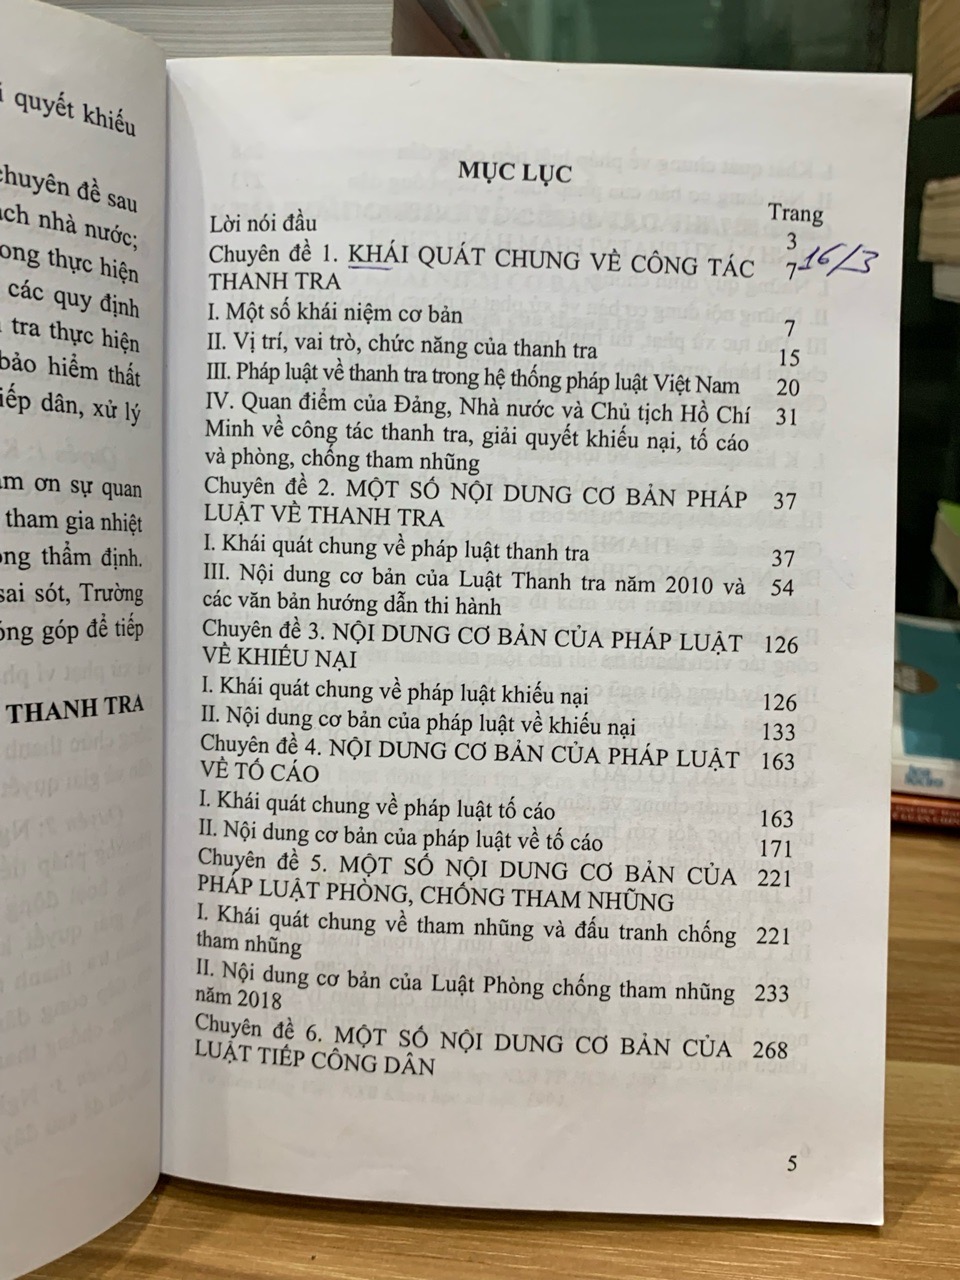 i quyết khiếu
chuyên đề sau
ách nhà nước;
ong thực hiện
các quy định
tra thực hiện
bảo hiểm thất
iếp dân, xử lý
ảm ơn sự quan
tham gia nhiệt
ồng thẩm định.
sai sót, Trường
óng góp để tiếp
THANH TRA
MỤC LỤC
Trang
Lời nói đầu 3
Chuyên đề 1. KHÁI QUÁT CHUNG VỀ CÔNG TÁC 7 16/3
THANH TRA
I. Một số khái niệm cơ bản 7
II. Vị trí, vai trò, chức năng của thanh tra 15
III. Pháp luật về thanh tra trong hệ thống pháp luật Việt Nam 20
IV. Quan điểm của Đảng, Nhà nước và Chủ tịch Hồ Chí 31
Minh về công tác thanh tra, giải quyết khiếu nại, tố cáo
và phòng, chống tham nhũng
Chuyên đề 2. MỘT SỐ NỘI DUNG CƠ BẢN PHÁP 37
LUẬT VỀ THANH TRA
I. Khái quát chung về pháp luật thanh tra 37
III. Nội dung cơ bản của Luật Thanh tra năm 2010 và 54
các văn bản hướng dẫn thi hành
Chuyên đề 3. NỘI DUNG CƠ BẢN CỦA PHÁP LUẬT 126
VỀ KHIẾU NẠI
I. Khái quát chung về pháp luật khiếu nại 126
II. Nội dung cơ bản của pháp luật về khiếu nại 133
Chuyên đề 4. NỘI DUNG CƠ BẢN CỦA PHÁP LUẬT 163
VỀ TỐ CÁO
I. Khái quát chung về pháp luật tố cáo 163
II. Nội dung cơ bản của pháp luật về tố cáo 171
Chuyên đề 5. MỘT SỐ NỘI DUNG CƠ BẢN CỦA 221
PHÁP LUẬT PHÒNG, CHỐNG THAM NHŨNG
I. Khái quát chung về tham nhũng và đấu tranh chống 221
tham nhũng
II. Nội dung cơ bản của Luật Phòng chống tham nhũng 233
năm 2018
Chuyên đề 6. MỘT SỐ NỘI DUNG CƠ BẢN CỦA 268
LUẬT TIẾP CÔNG DÂN
5